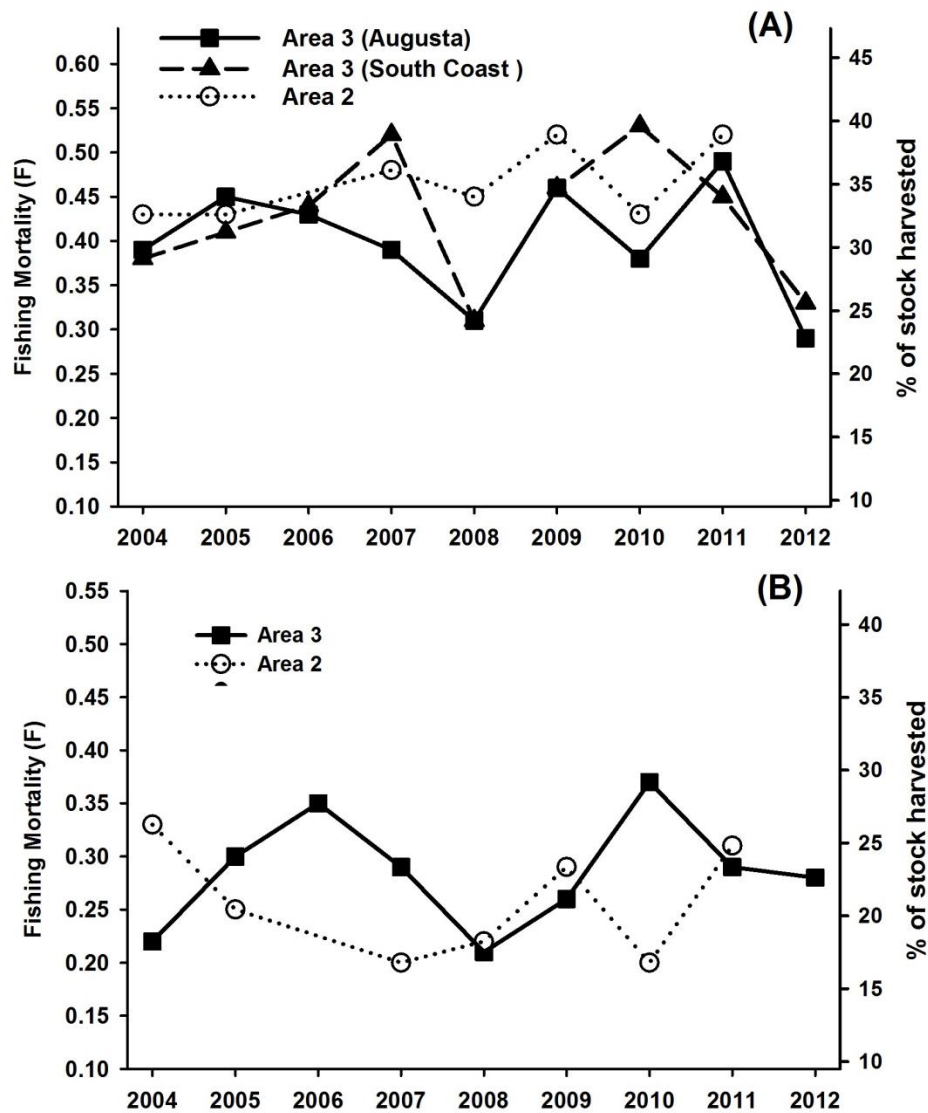 (A)
Area 3 (Augusta)
Area 3 (South Coast )
Area 2
Fishing Mortality (F)
0.60
0.55
0.50
0.45
0.40
0.35
0.30
0.25
0.20
0.15
0.10
% of stock harvested
45
40
35
30
25
20
15
10
2004 2005 2006 2007 2008 2009 2010 2011 2012
(B)
Area 3
Area 2
Fishing Mortality (F)
0.55
0.50
0.45
0.40
0.35
0.30
0.25
0.20
0.15
0.10
% of stock harvested
40
35
30
25
20
15
10
2004 2005 2006 2007 2008 2009 2010 2011 2012